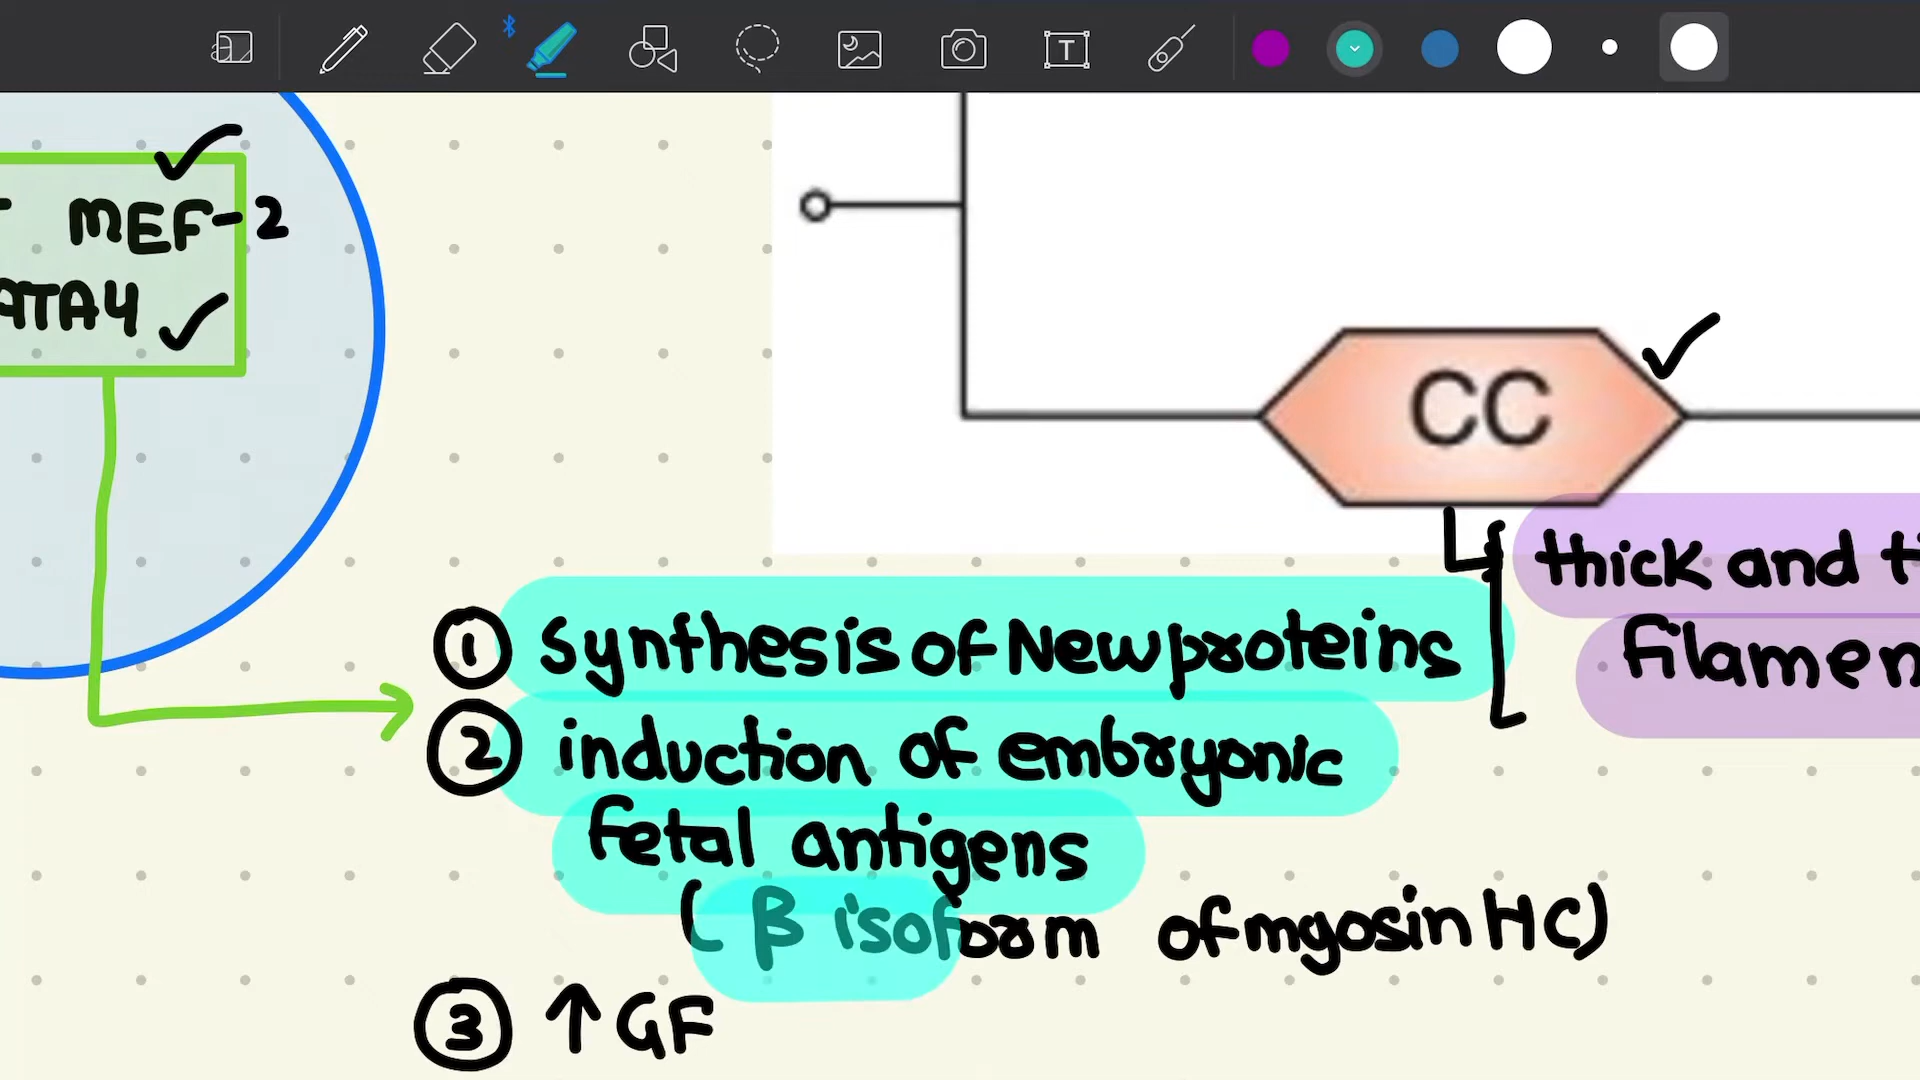 MEF-2
ATA4
CC
thick and
① Synthesis of New proteins
filamen
② induction of embryonic
fetal antigens
( β isoform of myosin HC)
③ ↑ GF